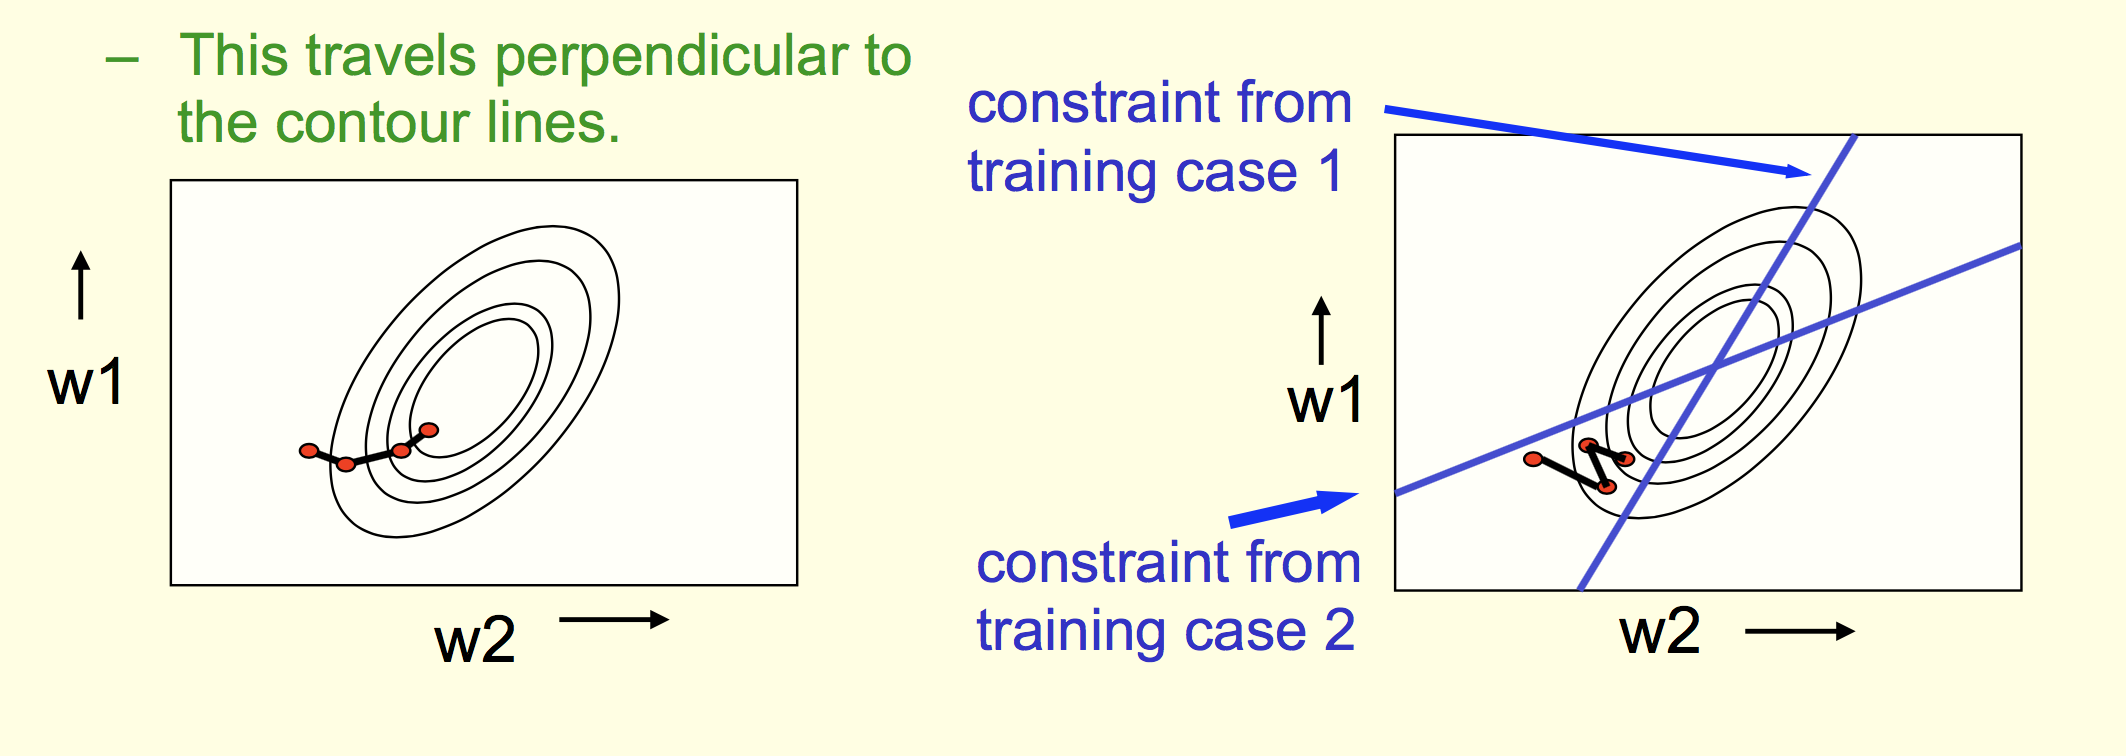 – This travels perpendicular to
the contour lines.
w1
w2
constraint from
training case 1
w1
constraint from
training case 2
w2